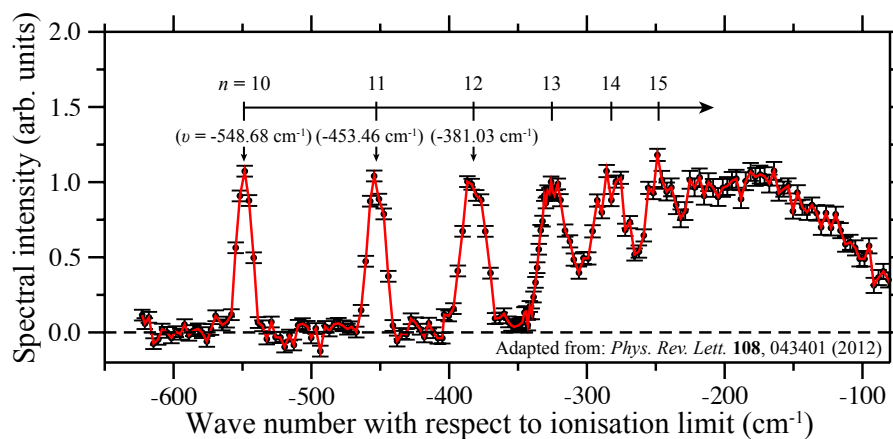 2.0
1.5
1.0
0.5
0.0
Spectral intensity (arb. units)
n = 10 11 12 13 14 15
(υ = -548.68 cm⁻¹) (-453.46 cm⁻¹) (-381.03 cm⁻¹)
Adapted from: Phys. Rev. Lett. 108, 043401 (2012)
-600 -500 -400 -300 -200 -100
Wave number with respect to ionisation limit (cm⁻¹)